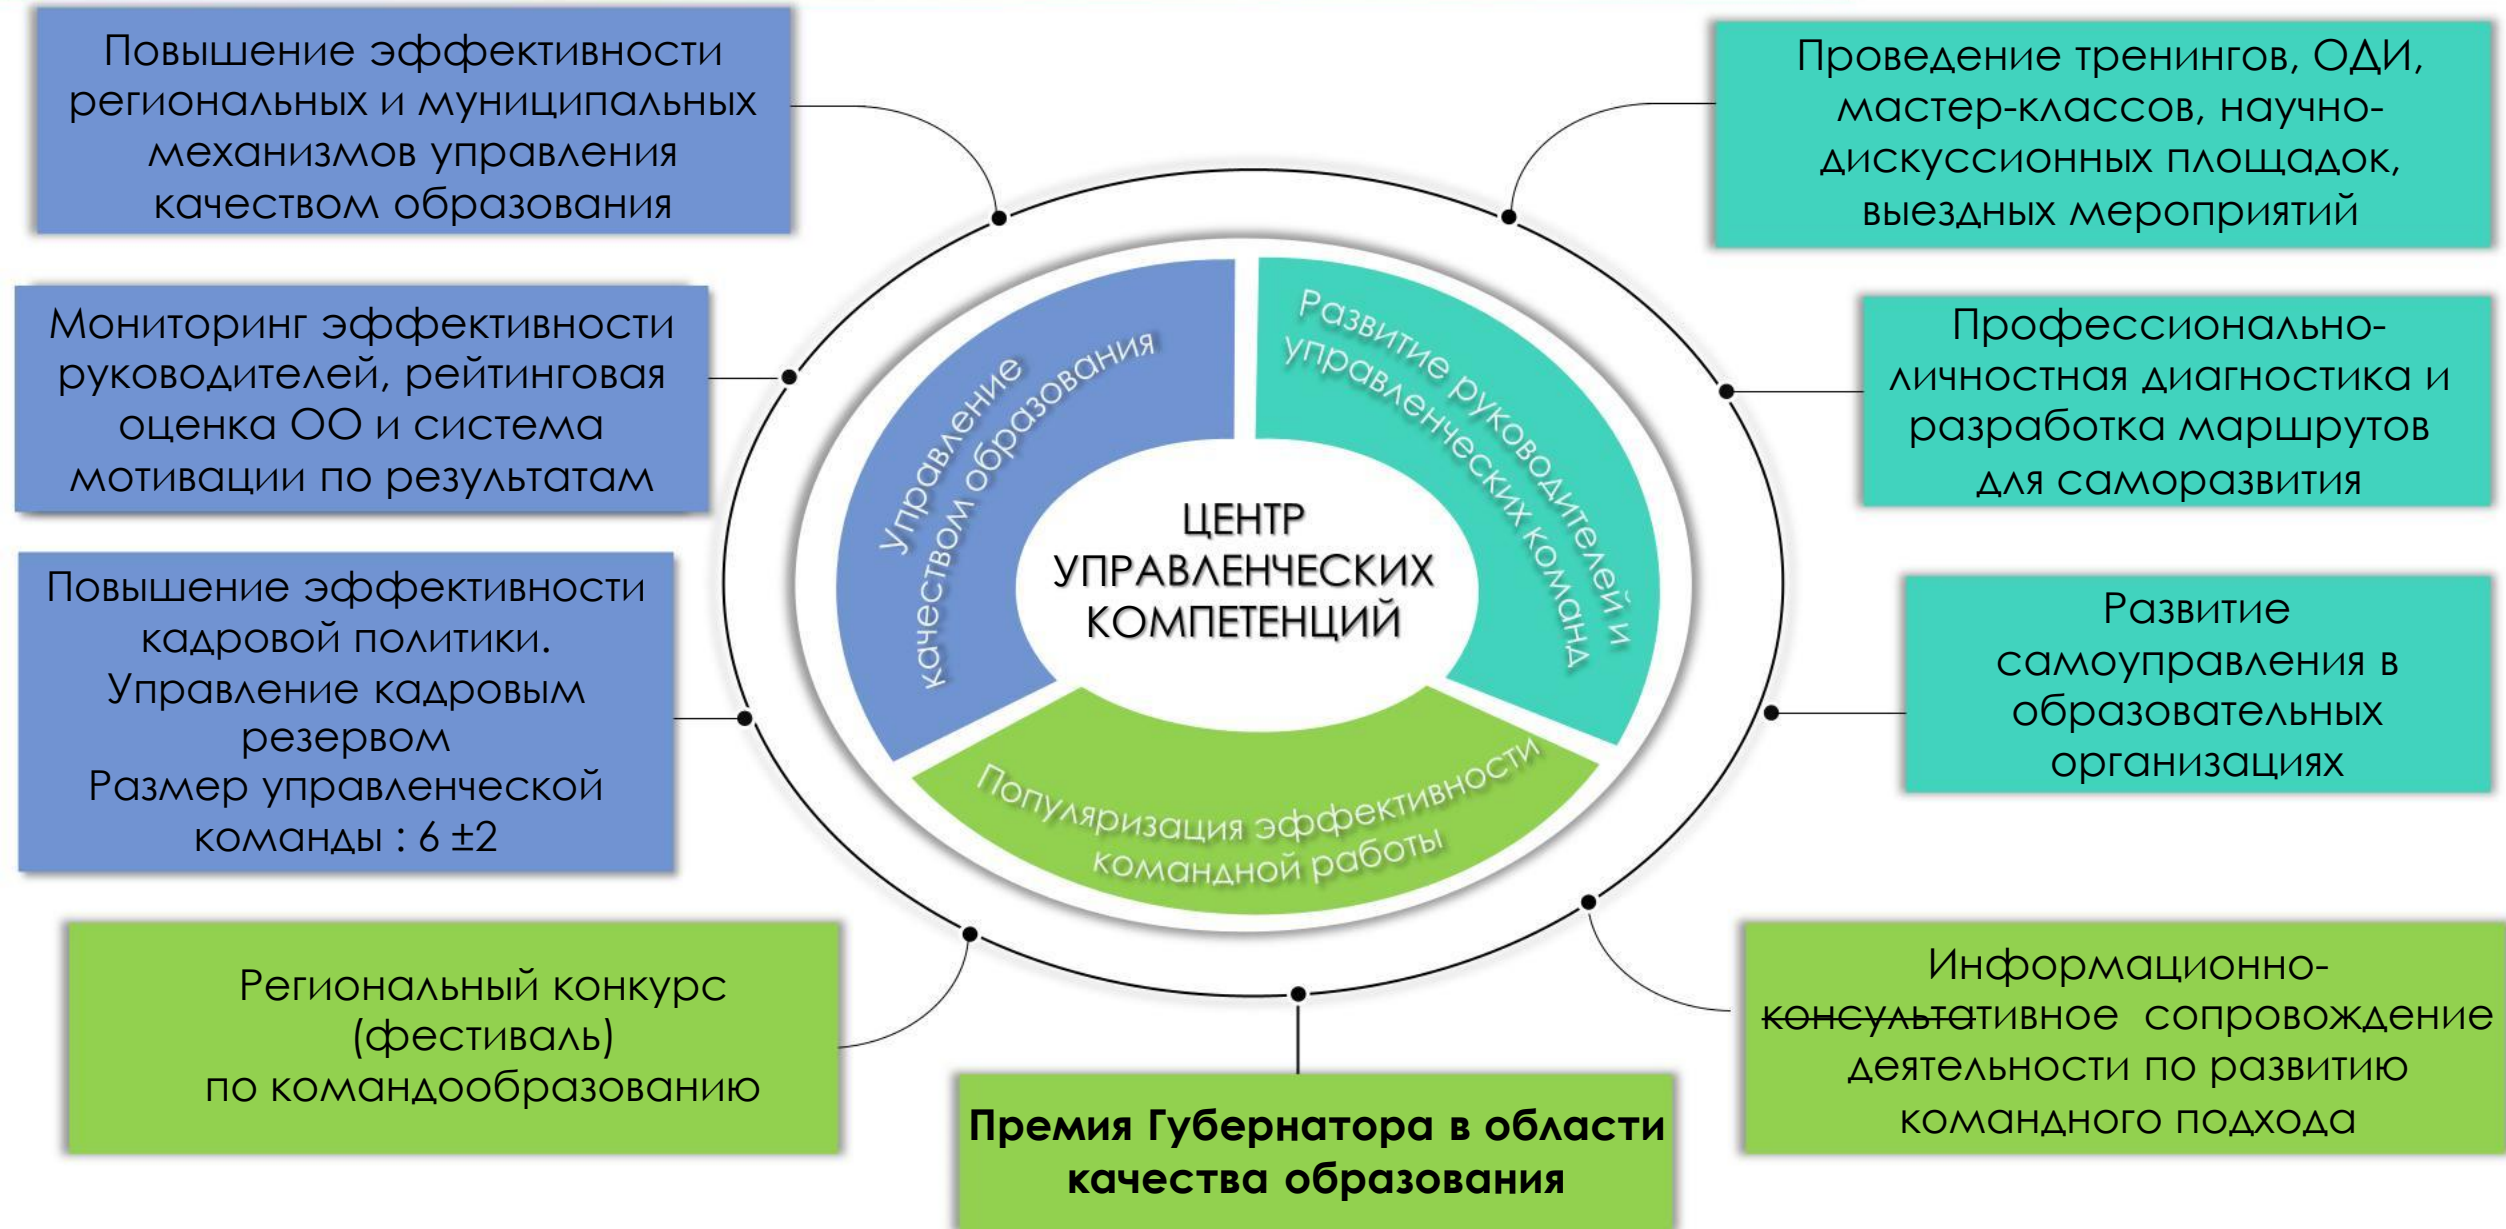 Повышение эффективности
региональных и муниципальных
механизмов управления
качеством образования
Мониторинг эффективности
руководителей, рейтинговая
оценка ОО и система
мотивации по результатам
Повышение эффективности
кадровой политики.
Управление кадровым
резервом
Размер управленческой
команды : 6 ±2
Региональный конкурс
(фестиваль)
по командообразованию
Управление
качеством образования
Развитие руководителей и
управленческих команд
ЦЕНТР
УПРАВЛЕНЧЕСКИХ
КОМПЕТЕНЦИЙ
Популяризация эффективности
командной работы
Премия Губернатора в области
качества образования
Проведение тренингов, ОДИ,
мастер-классов, научно-
дискуссионных площадок,
выездных мероприятий
Профессионально-
личностная диагностика и
разработка маршрутов
для саморазвития
Развитие
самоуправления в
образовательных
организациях
Информационно-
консультативное сопровождение
деятельности по развитию
командного подхода